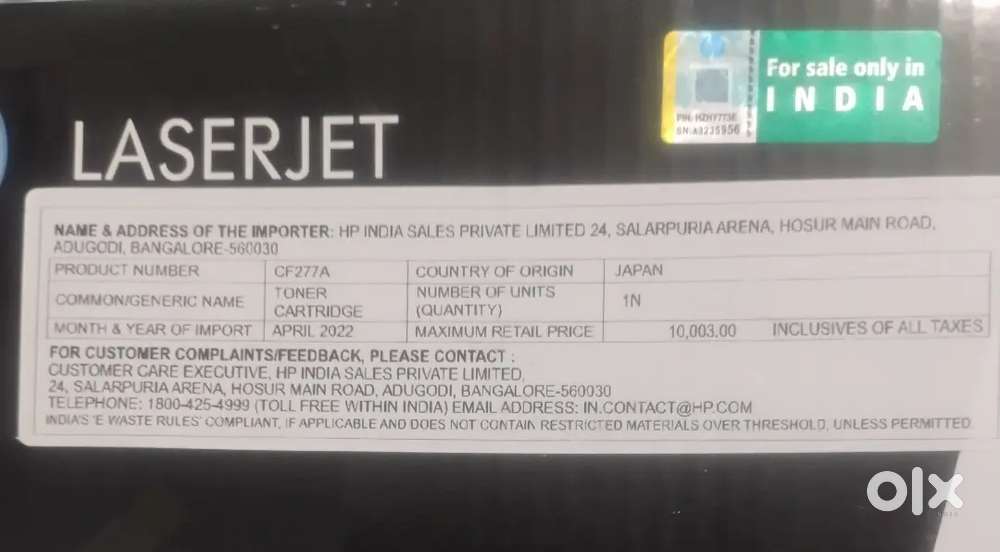 For sale only in
INDIA
SN:A9235956
LASERJET
NAME & ADDRESS OF THE IMPORTER: HP INDIA SALES PRIVATE LIMITED 24, SALARPURIA ARENA, HOSUR MAIN ROAD,
ADUGODI, BANGALORE-560030
PRODUCT NUMBER CF277A COUNTRY OF ORIGIN JAPAN
COMMON/GENERIC NAME TONER CARTRIDGE NUMBER OF UNITS (QUANTITY) 1N
MONTH & YEAR OF IMPORT APRIL 2022 MAXIMUM RETAIL PRICE 10,003.00 INCLUSIVES OF ALL TAXES
FOR CUSTOMER COMPLAINTS/FEEDBACK, PLEASE CONTACT :
CUSTOMER CARE EXECUTIVE, HP INDIA SALES PRIVATE LIMITED,
24, SALARPURIA ARENA, HOSUR MAIN ROAD, ADUGODI, BANGALORE-560030
TELEPHONE: 1800-425-4999 (TOLL FREE WITHIN INDIA) EMAIL ADDRESS: IN.CONTACT@HP.COM
INDIA'S 'E WASTE RULES' COMPLIANT, IF APPLICABLE AND DOES NOT CONTAIN RESTRICTED MATERIALS OVER THRESHOLD, UNLESS PERMITTED.
olx